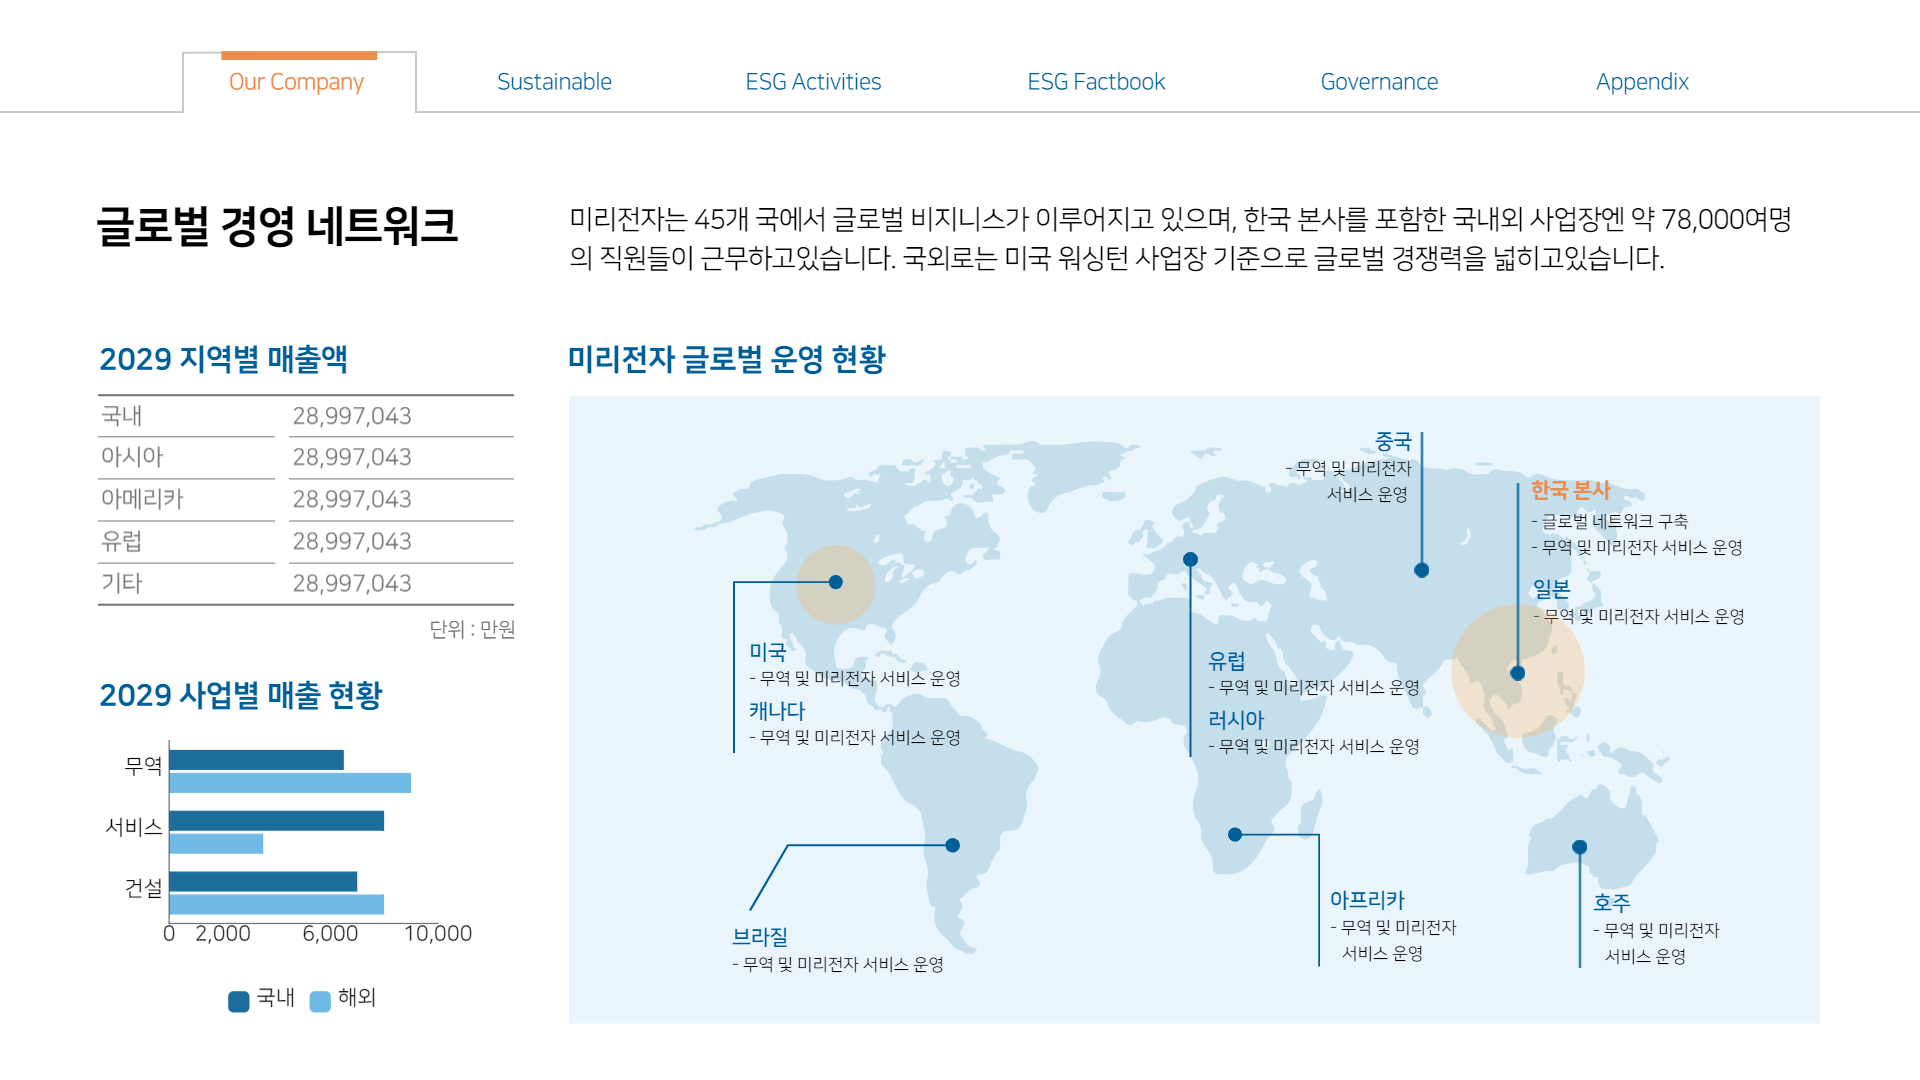 Our Company
Sustainable
ESG Activities
ESG Factbook
Governance
Appendix
글로벌 경영 네트워크
미리전자는 45개 국에서 글로벌 비지니스가 이루어지고 있으며, 한국 본사를 포함한 국내외 사업장엔 약 78,000여명
의 직원들이 근무하고있습니다. 국외로는 미국 워싱턴 사업장 기준으로 글로벌 경쟁력을 넓히고있습니다.
2029 지역별 매출액
국내 28,997,043
아시아 28,997,043
아메리카 28,997,043
유럽 28,997,043
기타 28,997,043
단위 : 만원
2029 사업별 매출 현황
무역
서비스
건설
0 2,000 6,000 10,000
국내 해외
미리전자 글로벌 운영 현황
중국
- 무역 및 미리전자
서비스 운영
한국 본사
- 글로벌 네트워크 구축
- 무역 및 미리전자 서비스 운영
일본
- 무역 및 미리전자 서비스 운영
미국
- 무역 및 미리전자 서비스 운영
캐나다
- 무역 및 미리전자 서비스 운영
유럽
- 무역 및 미리전자 서비스 운영
러시아
- 무역 및 미리전자 서비스 운영
브라질
- 무역 및 미리전자 서비스 운영
아프리카
- 무역 및 미리전자
서비스 운영
호주
- 무역 및 미리전자
서비스 운영